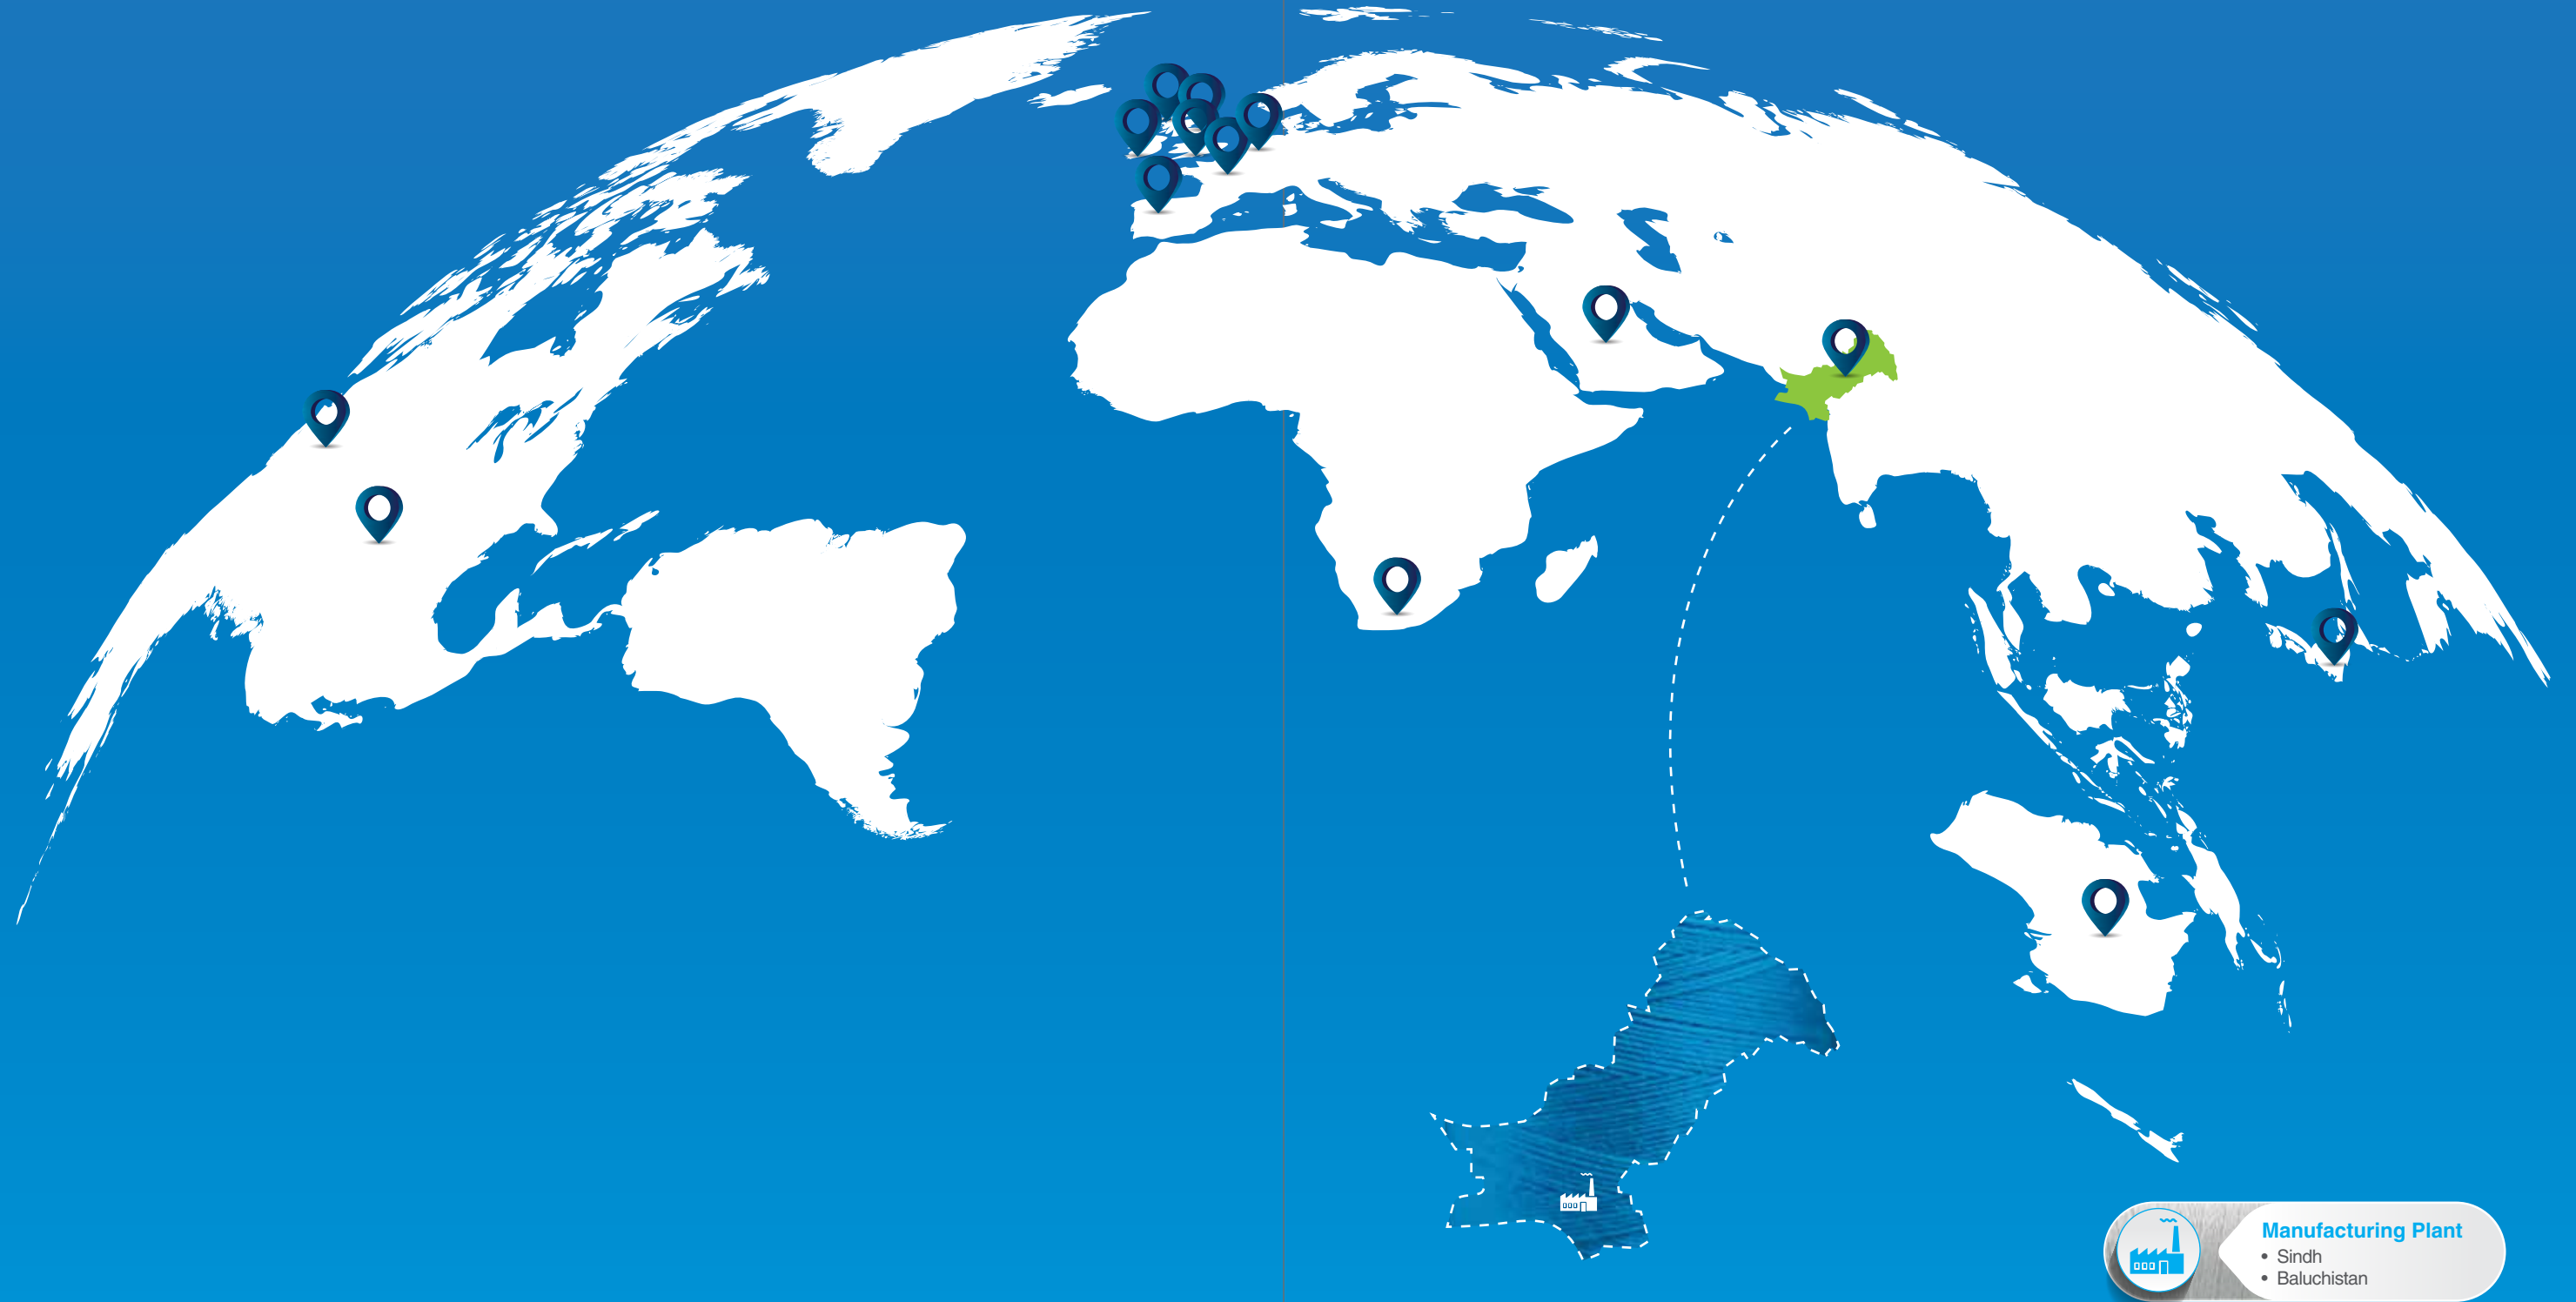 Manufacturing Plant
• Sindh
• Baluchistan